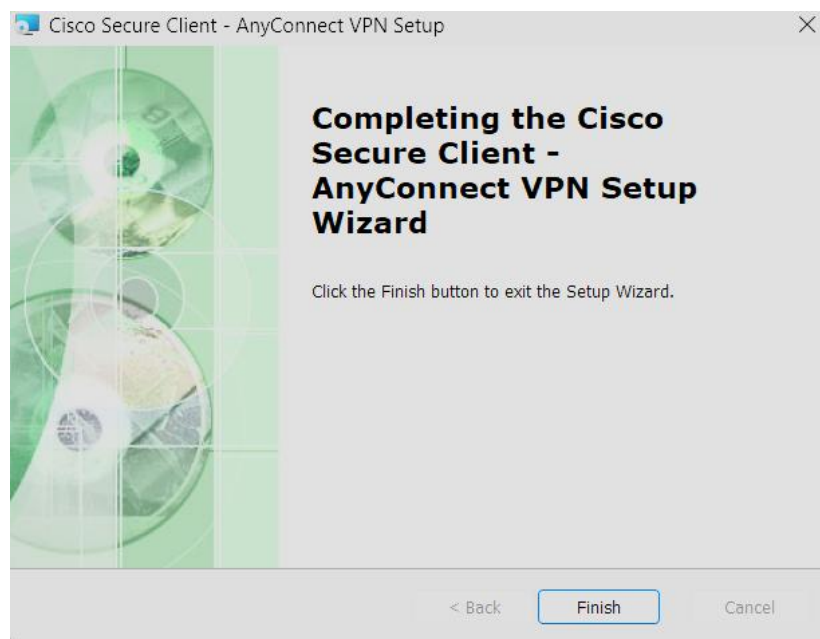 Cisco Secure Client - AnyConnect VPN Setup
Completing the Cisco
Secure Client -
AnyConnect VPN Setup
Wizard
Click the Finish button to exit the Setup Wizard.
< Back
Finish
Cancel